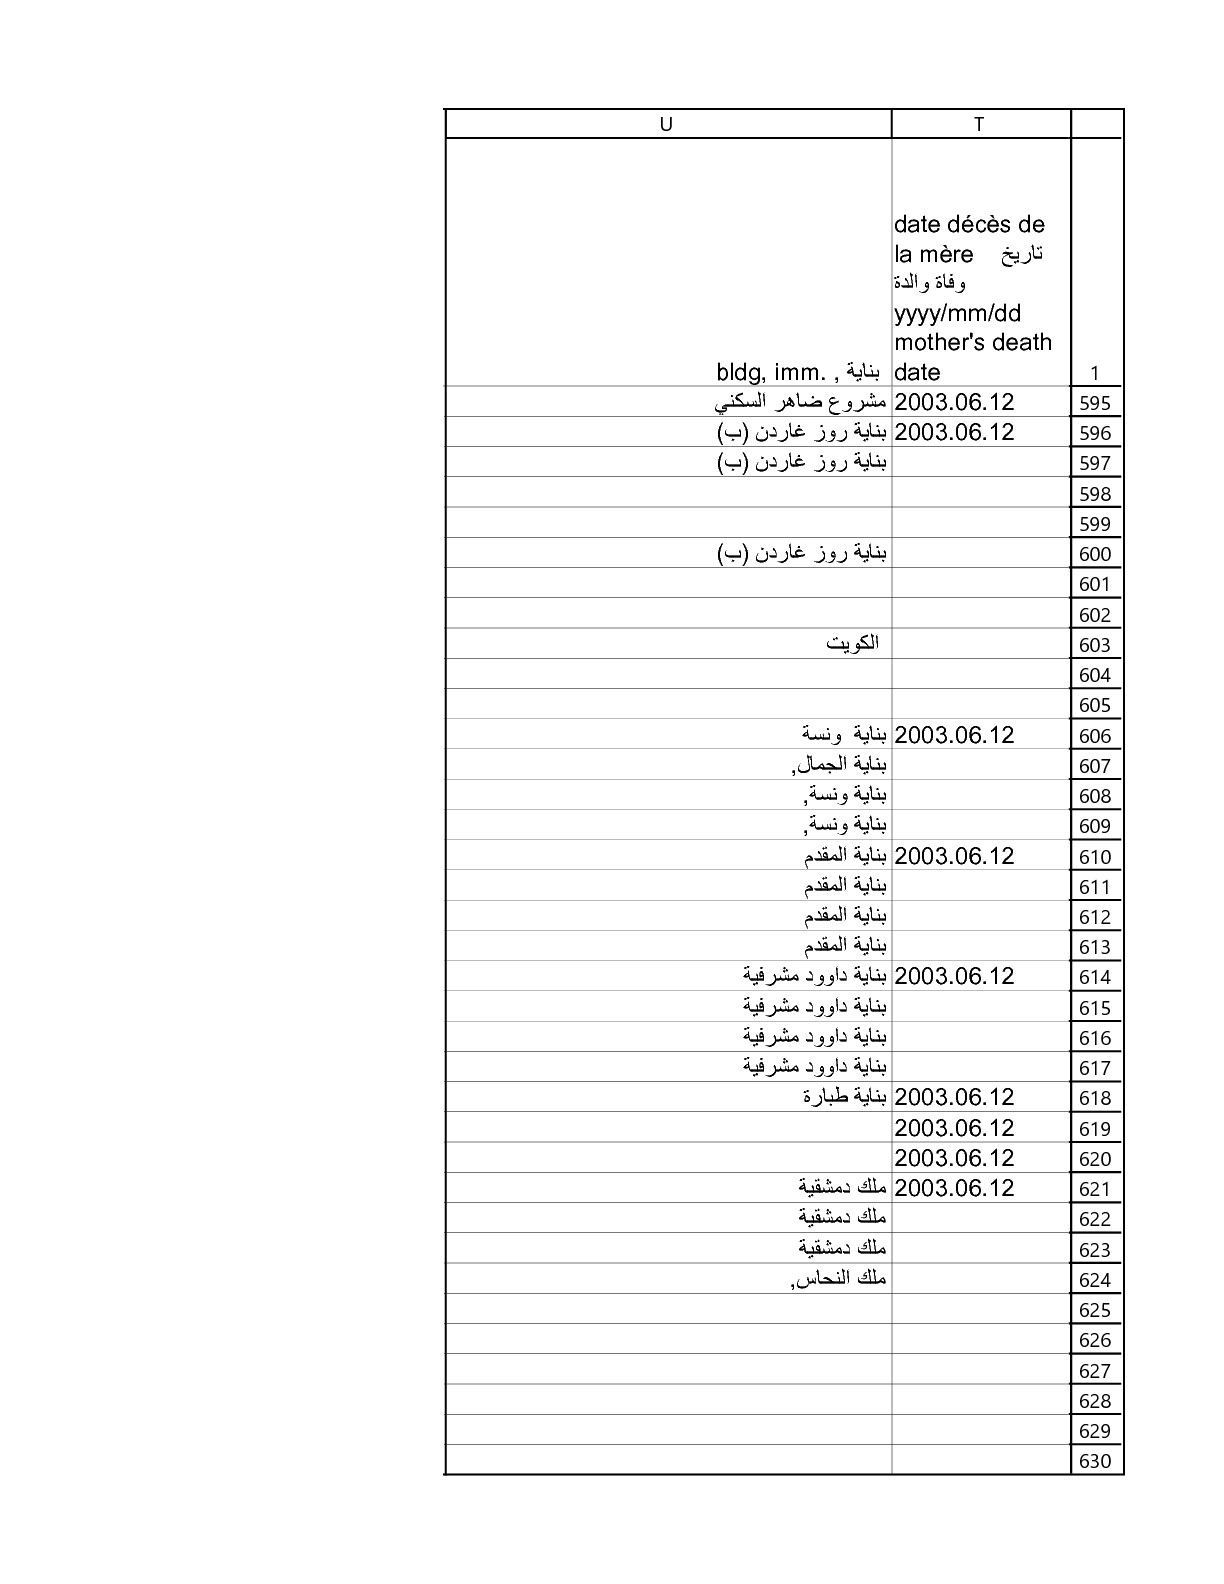 U T
date décès de
la mère تاريخ
وفاة والدة
yyyy/mm/dd
mother's death
date
بناية , .bldg, imm
1
595 2003.06.12 مشروع ضاهر السكني
596 2003.06.12 بناية روز غاردن (ب)
597 بناية روز غاردن (ب)
598
599
600 بناية روز غاردن (ب)
601
602
603 الكويت
604
605
606 2003.06.12 بناية ونسة
607 بناية الجمال,
608 بناية ونسة,
609 بناية ونسة,
610 2003.06.12 بناية المقدم
611 بناية المقدم
612 بناية المقدم
613 بناية المقدم
614 2003.06.12 بناية داوود مشرفية
615 بناية داوود مشرفية
616 بناية داوود مشرفية
617 بناية داوود مشرفية
618 2003.06.12 بناية طبارة
619 2003.06.12
620 2003.06.12
621 2003.06.12 ملك دمشقية
622 ملك دمشقية
623 ملك دمشقية
624 ملك النحاس,
625
626
627
628
629
630